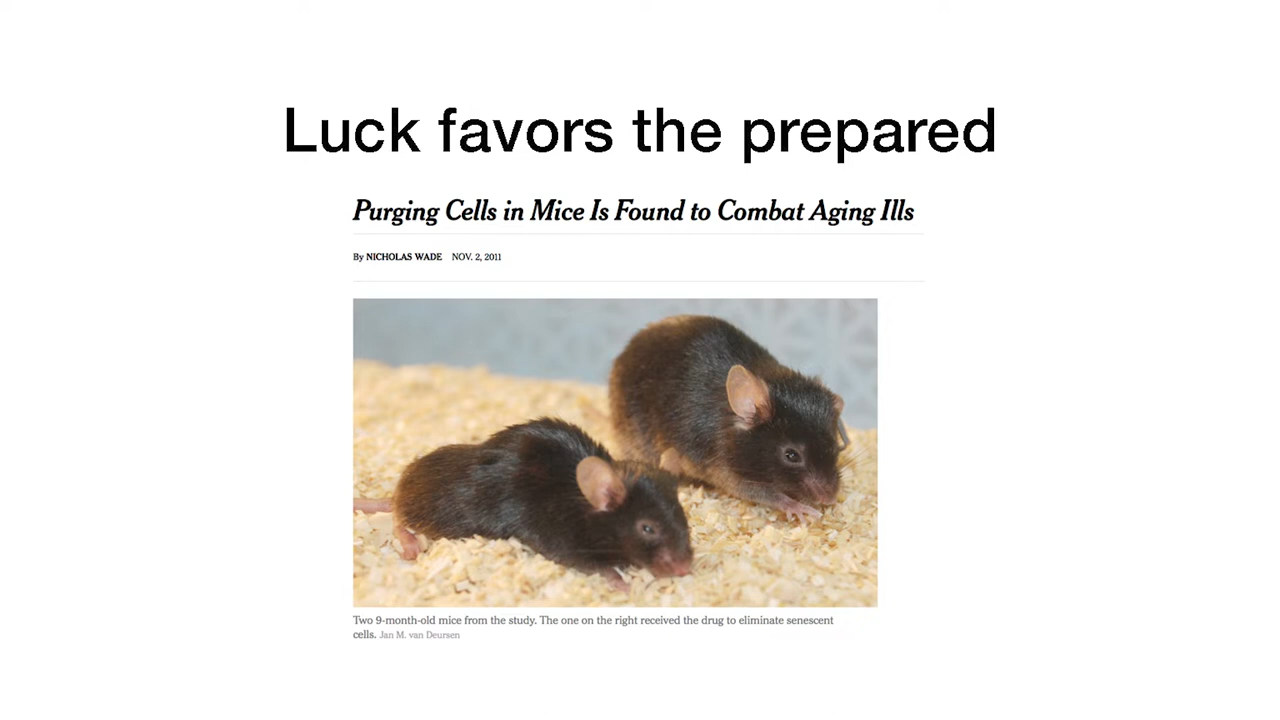 Luck favors the prepared
Purging Cells in Mice Is Found to Combat Aging Ills
By NICHOLAS WADE NOV. 2, 2011
Two 9-month-old mice from the study. The one on the right received the drug to eliminate senescent
cells. Jan M. van Deursen